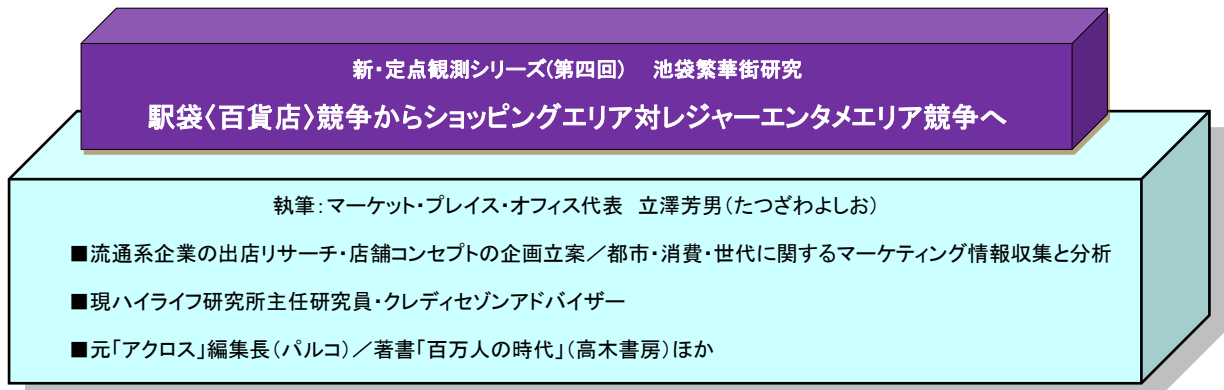 新・定点観測シリーズ(第四回)　池袋繁華街研究
駅袋〈百貨店〉競争からショッピングエリア対レジャーエンタメエリア競争へ
執筆：マーケット・プレイス・オフィス代表　立澤芳男（たつざわよしお）
■流通系企業の出店リサーチ・店舗コンセプトの企画立案／都市・消費・世代に関するマーケティング情報収集と分析
■現ハイライフ研究所主任研究員・クレディセゾンアドバイザー
■元「アクロス」編集長（パルコ）／著書「百万人の時代」（高木書房）ほか